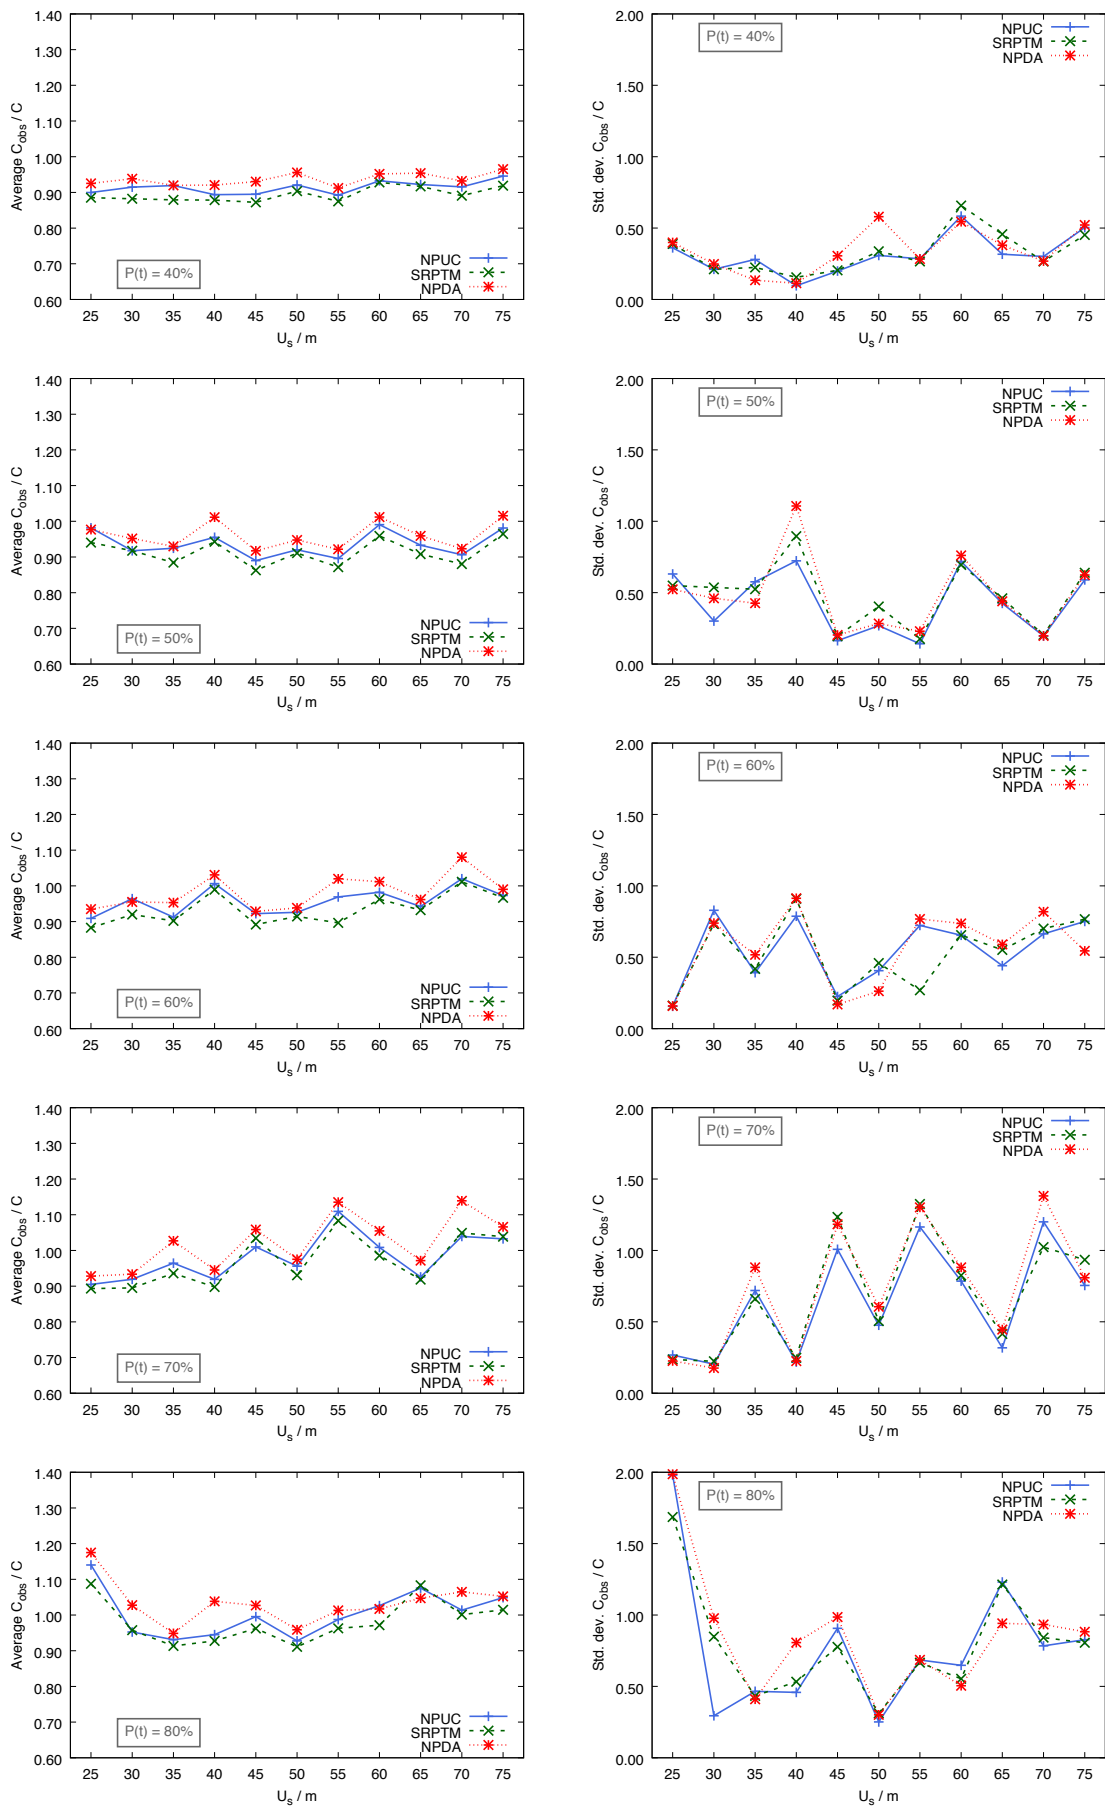 1.40
1.30
1.20
1.10
1.00
0.90
0.80
0.70
0.60
Average C_obs / C
P(t) = 40%
NPUC
SRPTM
NPDA
25 30 35 40 45 50 55 60 65 70 75
U_s / m
2.00
1.50
1.00
0.50
0.00
Std. dev. C_obs / C
P(t) = 40%
NPUC
SRPTM
NPDA
25 30 35 40 45 50 55 60 65 70 75
U_s / m
1.40
1.30
1.20
1.10
1.00
0.90
0.80
0.70
0.60
Average C_obs / C
P(t) = 50%
NPUC
SRPTM
NPDA
25 30 35 40 45 50 55 60 65 70 75
U_s / m
2.00
1.50
1.00
0.50
0.00
Std. dev. C_obs / C
P(t) = 50%
NPUC
SRPTM
NPDA
25 30 35 40 45 50 55 60 65 70 75
U_s / m
1.40
1.30
1.20
1.10
1.00
0.90
0.80
0.70
0.60
Average C_obs / C
P(t) = 60%
NPUC
SRPTM
NPDA
25 30 35 40 45 50 55 60 65 70 75
U_s / m
2.00
1.50
1.00
0.50
0.00
Std. dev. C_obs / C
P(t) = 60%
NPUC
SRPTM
NPDA
25 30 35 40 45 50 55 60 65 70 75
U_s / m
1.40
1.30
1.20
1.10
1.00
0.90
0.80
0.70
0.60
Average C_obs / C
P(t) = 70%
NPUC
SRPTM
NPDA
25 30 35 40 45 50 55 60 65 70 75
U_s / m
2.00
1.50
1.00
0.50
0.00
Std. dev. C_obs / C
P(t) = 70%
NPUC
SRPTM
NPDA
25 30 35 40 45 50 55 60 65 70 75
U_s / m
1.40
1.30
1.20
1.10
1.00
0.90
0.80
0.70
0.60
Average C_obs / C
P(t) = 80%
NPUC
SRPTM
NPDA
25 30 35 40 45 50 55 60 65 70 75
U_s / m
2.00
1.50
1.00
0.50
0.00
Std. dev. C_obs / C
P(t) = 80%
NPUC
SRPTM
NPDA
25 30 35 40 45 50 55 60 65 70 75
U_s / m